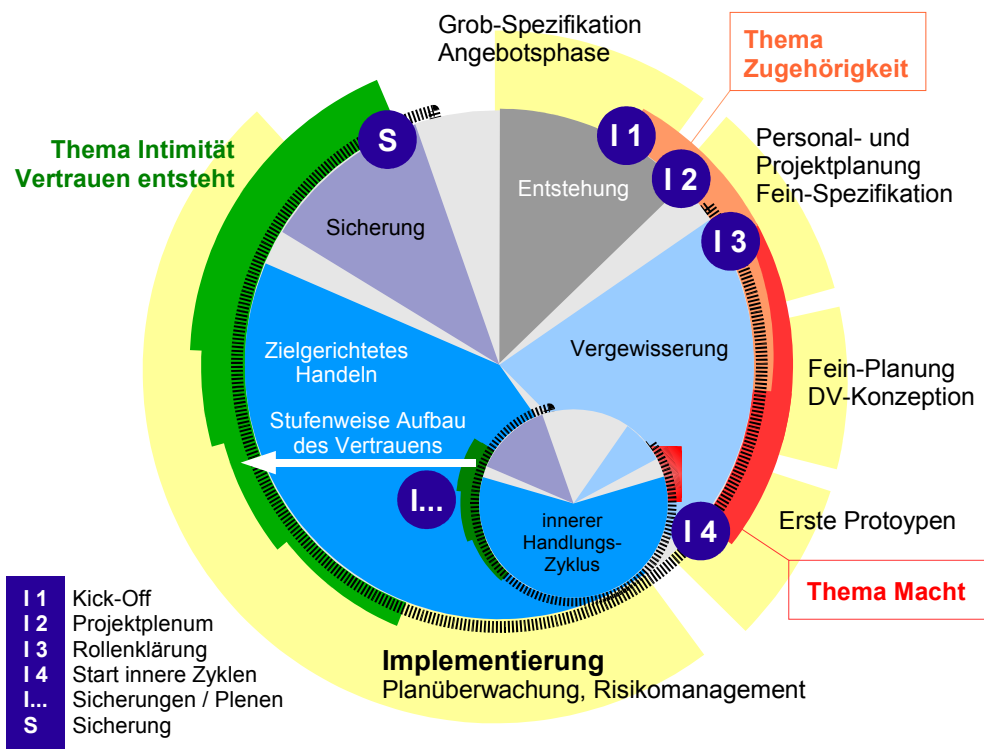 Grob-Spezifikation
Angebotsphase
Thema
Zugehörigkeit
Thema Intimität
Vertrauen entsteht
S
I 1
I 2
I 3
Personal- und
Projektplanung
Fein-Spezifikation
Entstehung
Sicherung
Vergewisserung
Zielgerichtetes
Handeln
Fein-Planung
DV-Konzeption
Stufenweise Aufbau
des Vertrauens
I...
innerer
Handlungs-
Zyklus
I 4
Erste Protoypen
Thema Macht
Implementierung
Planüberwachung, Risikomanagement
I 1 Kick-Off
I 2 Projektplenum
I 3 Rollenklärung
I 4 Start innere Zyklen
I... Sicherungen / Plenen
S Sicherung